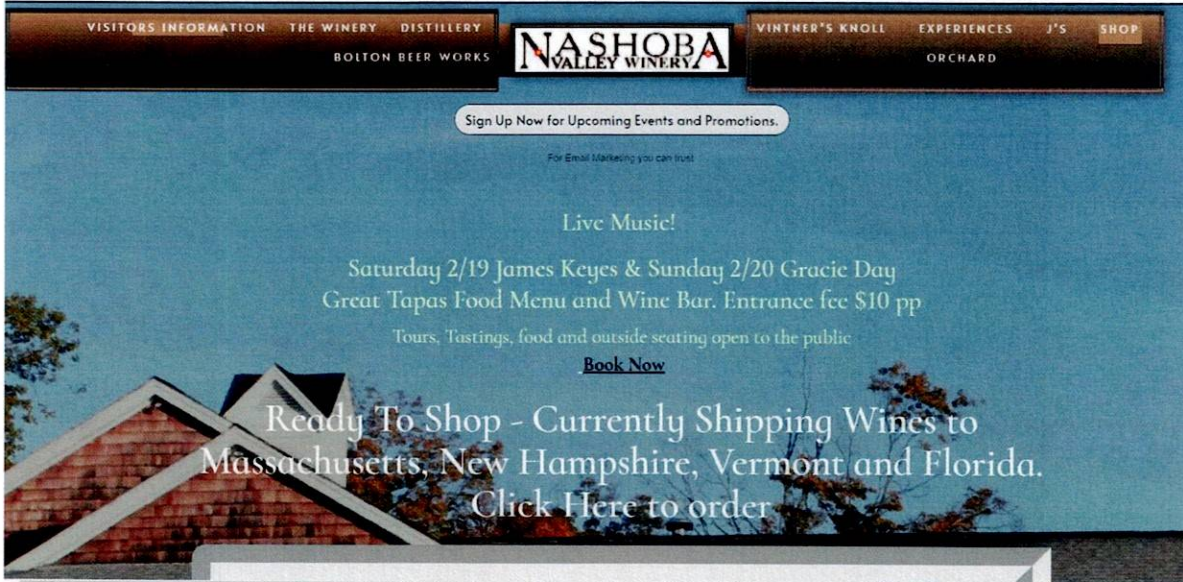 VISITORS INFORMATION THE WINERY DISTILLERY
BOLTON BEER WORKS
NASHOBA
VALLEY WINERY
VINTNER'S KNOLL EXPERIENCES J'S SHOP
ORCHARD
Sign Up Now for Upcoming Events and Promotions.
For Email Marketing you can trust
Live Music!
Saturday 2/19 James Keyes & Sunday 2/20 Gracie Day
Great Tapas Food Menu and Wine Bar. Entrance fee $10 pp
Tours, Tastings, food and outside seating open to the public
Book Now
Ready To Shop - Currently Shipping Wines to
Massachusetts, New Hampshire, Vermont and Florida.
Click Here to order